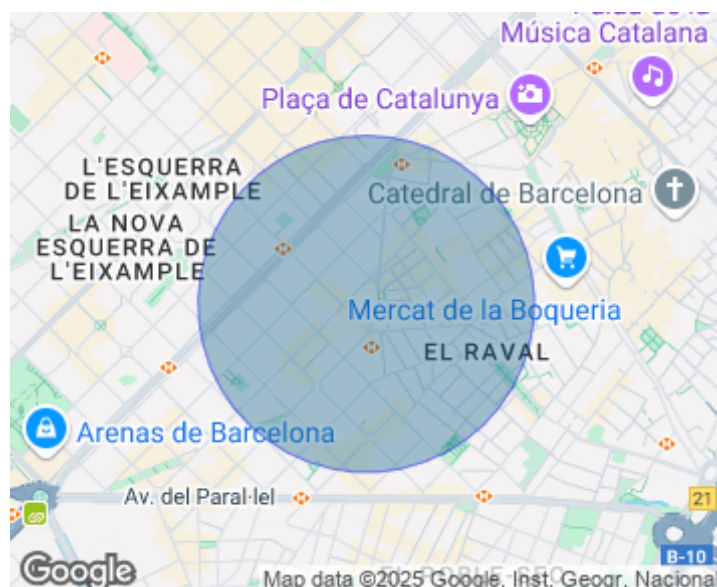 Música Catalana
Plaça de Catalunya
L'ESQUERRA
DE L'EIXAMPLE
Catedral de Barcelona
LA NOVA
ESQUERRA DE
L'EIXAMPLE
Mercat de la Boqueria
EL RAVAL
Arenas de Barcelona
Av. del Paral·lel
21
B-10
Google
Map data ©2025 Google, Inst. Geogr. Nacional